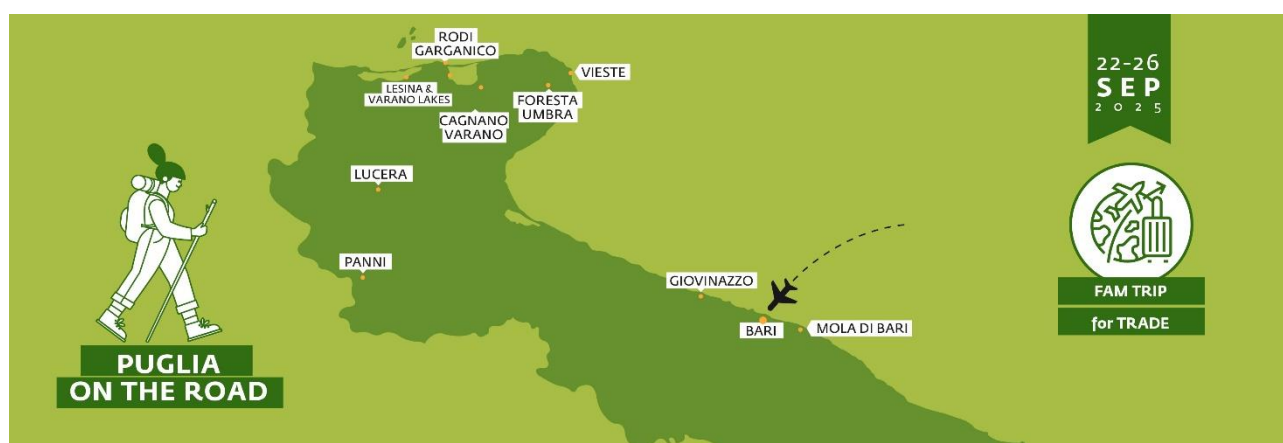 RODI
GARGANICO
VIESTE
LESINA &
VARANO LAKES
FORESTA
UMBRA
CAGNANO
VARANO
LUCERA
PANNI
GIOVINAZZO
BARI
MOLA DI BARI
PUGLIA
ON THE ROAD
22-26
SEP
2025
FAM TRIP
for TRADE